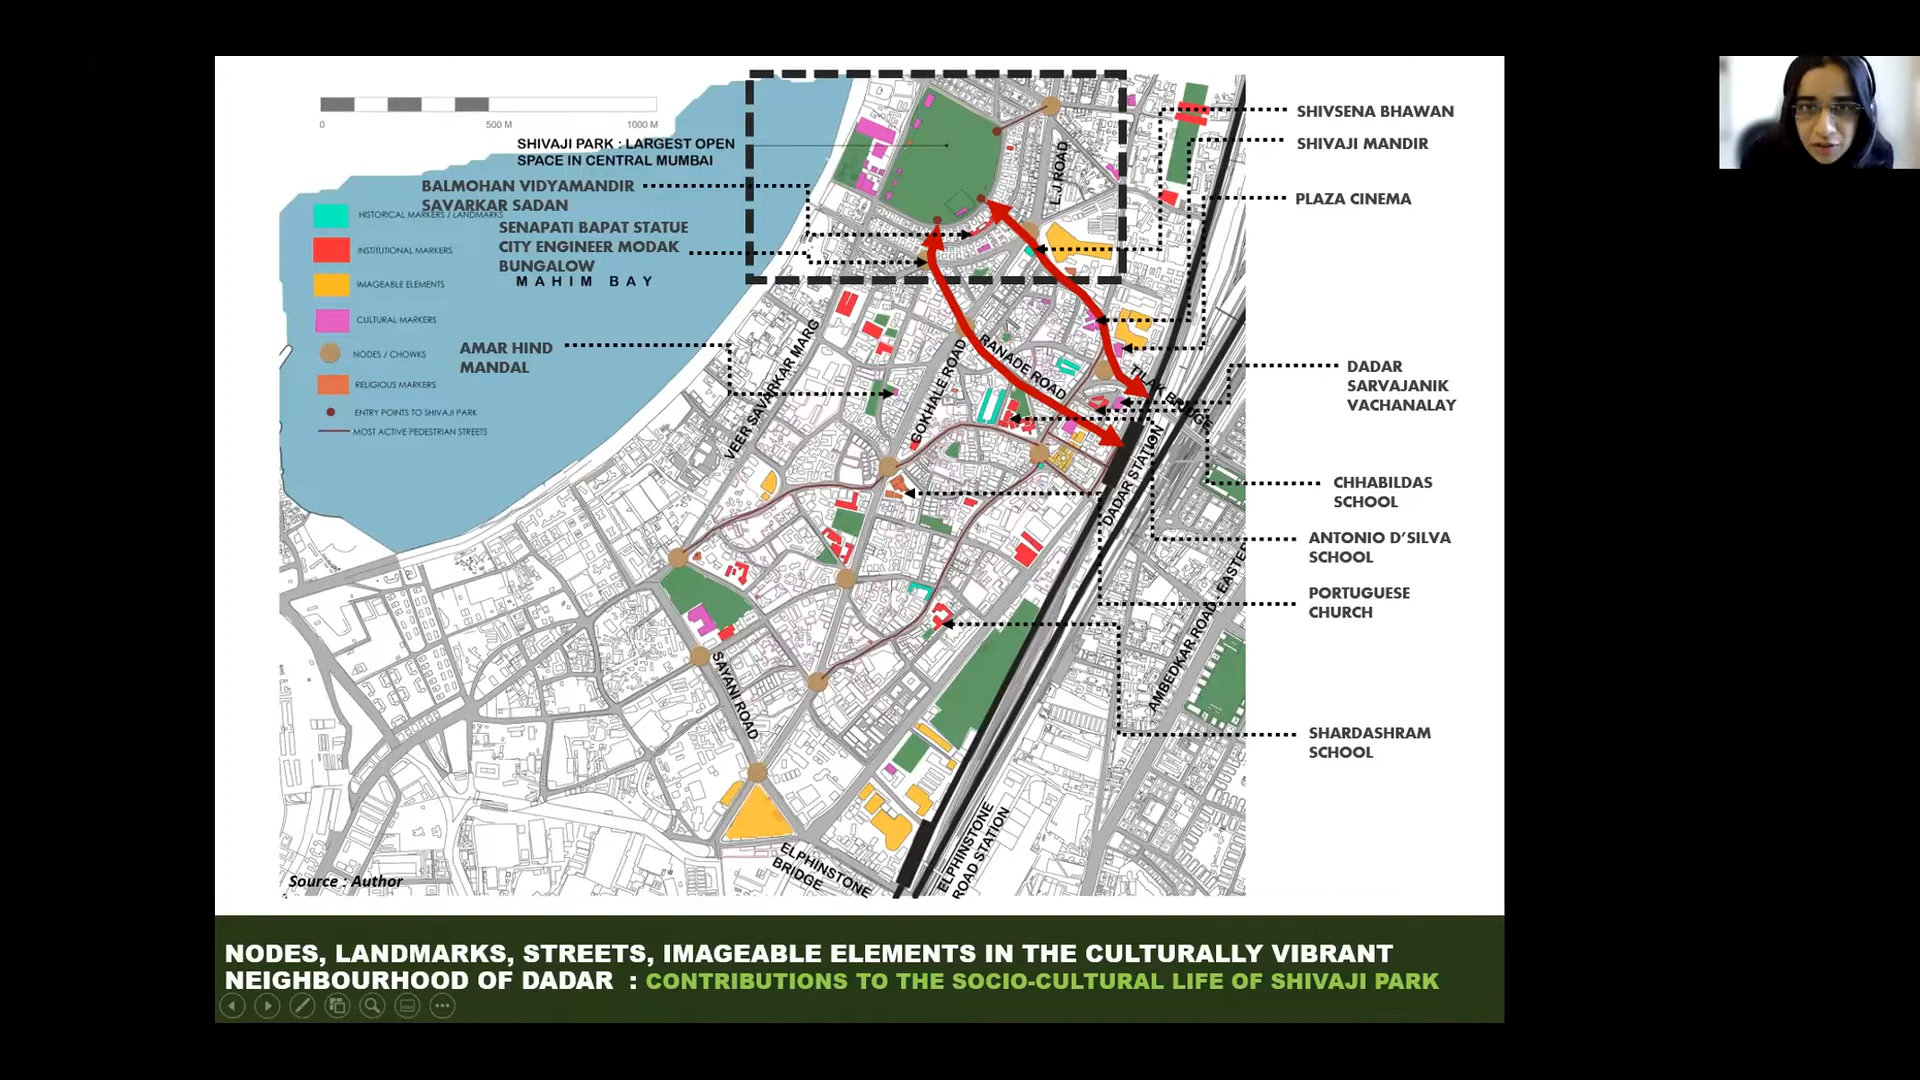 0
500 M
1000 M
SHIVAJI PARK : LARGEST OPEN
SPACE IN CENTRAL MUMBAI
BALMOHAN VIDYAMANDIR
SAVARKAR SADAN
HISTORICAL MARKERS / LANDMARKS
SENAPATI BAPAT STATUE
CITY ENGINEER MODAK
BUNGALOW
INSTITUTIONAL MARKERS
MAHIM BAY
IMAGEABLE ELEMENTS
CULTURAL MARKERS
AMAR HIND
MANDAL
NODES / CHOWKS
RELIGIOUS MARKERS
ENTRY POINTS TO SHIVAJI PARK
MOST ACTIVE PEDESTRIAN STREETS
L.J ROAD
VEER SAVARKAR MARG
GOKHALE ROAD
RANADE ROAD
TILAK BRIDGE
DADAR STATION
SAYANI ROAD
AMBEDKAR ROAD - EASTER
ELPHINSTONE
BRIDGE
ELPHINSTONE
ROAD STATION
SHIVSENA BHAWAN
SHIVAJI MANDIR
PLAZA CINEMA
DADAR
SARVAJANIK
VACHANALAY
CHHABILDAS
SCHOOL
ANTONIO D'SILVA
SCHOOL
PORTUGUESE
CHURCH
SHARDASHRAM
SCHOOL
Source : Author
NODES, LANDMARKS, STREETS, IMAGEABLE ELEMENTS IN THE CULTURALLY VIBRANT
NEIGHBOURHOOD OF DADAR : CONTRIBUTIONS TO THE SOCIO-CULTURAL LIFE OF SHIVAJI PARK